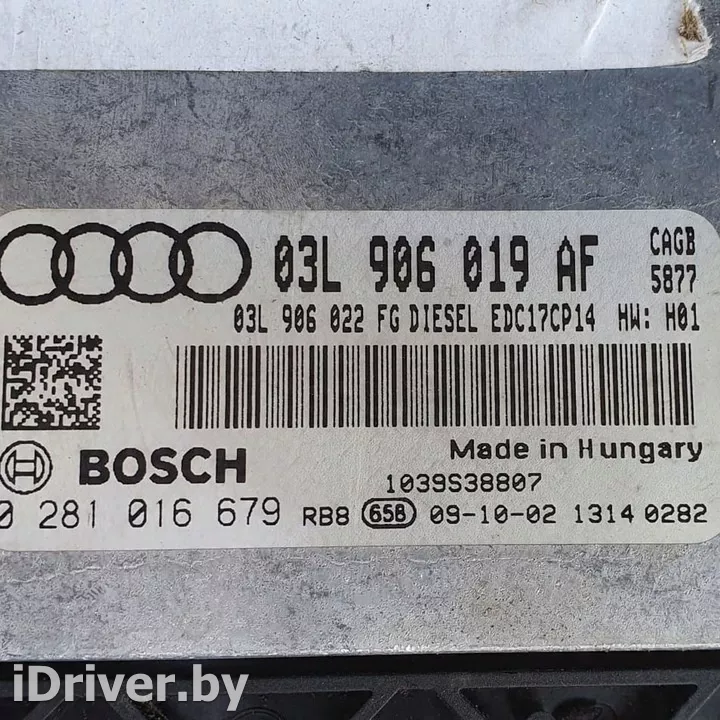 03L 906 019 AF CAGB
5877
03L 906 022 FG DIESEL EDC17CP14 HW: H01
BOSCH Made in Hungary
1039S38807
0 281 016 679 RB8 658 09-10-02 1314 0282
iDriver.by